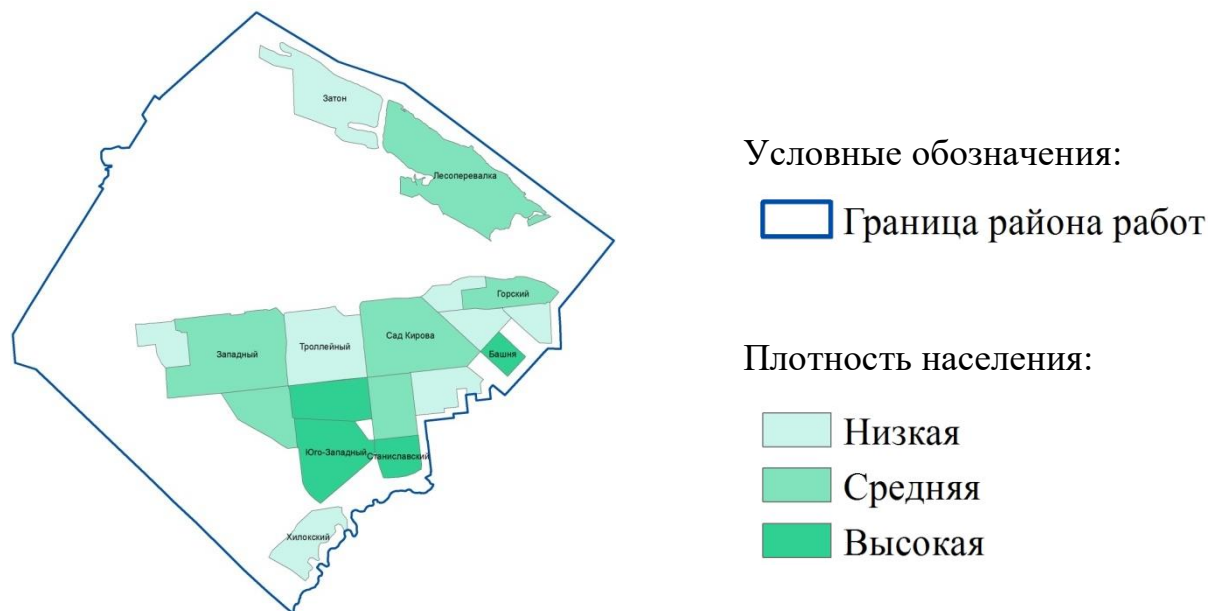 Затон
Лесоперевалка
Горский
Сад Кирова
Троллейный
Западный
Башня
Юго-Западный
Станиславский
Хилокский
Условные обозначения:
Граница района работ
Плотность населения:
Низкая
Средняя
Высокая